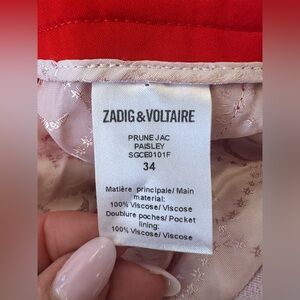 ZADIG & VOLTAIRE
PRUNE JAC
PAISLEY
SGCE0101F
34
Matière principale/ Main
material:
100% Viscose/ Viscose
Doublure poches/ Pocket
lining:
100% Viscose/ Viscose